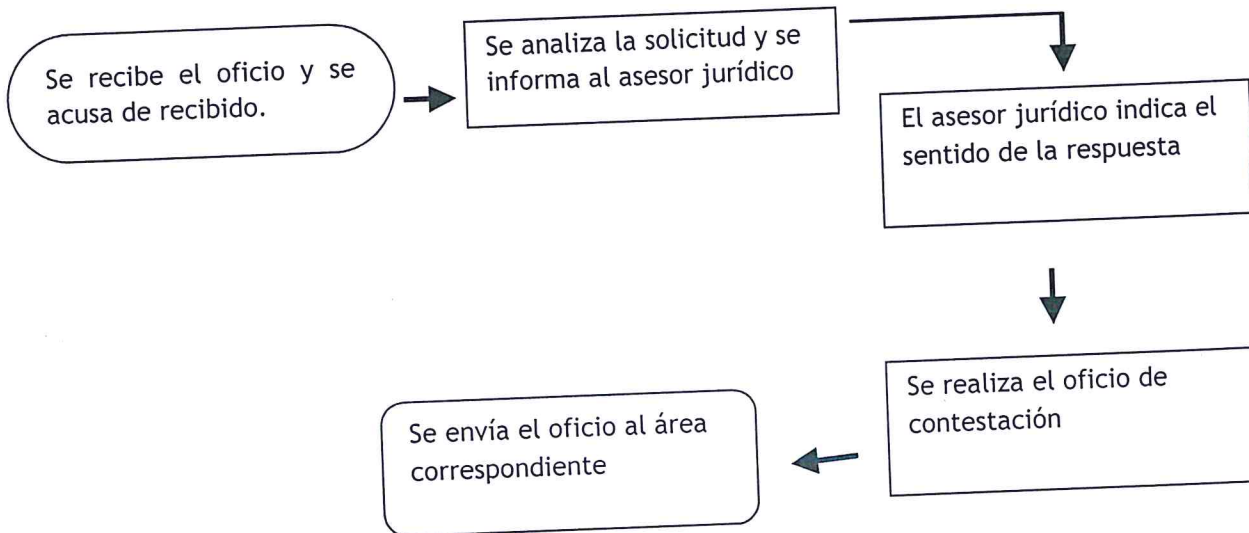 Se recibe el oficio y se
acusa de recibido.
Se analiza la solicitud y se
informa al asesor jurídico
El asesor jurídico indica el
sentido de la respuesta
Se realiza el oficio de
contestación
Se envía el oficio al área
correspondiente